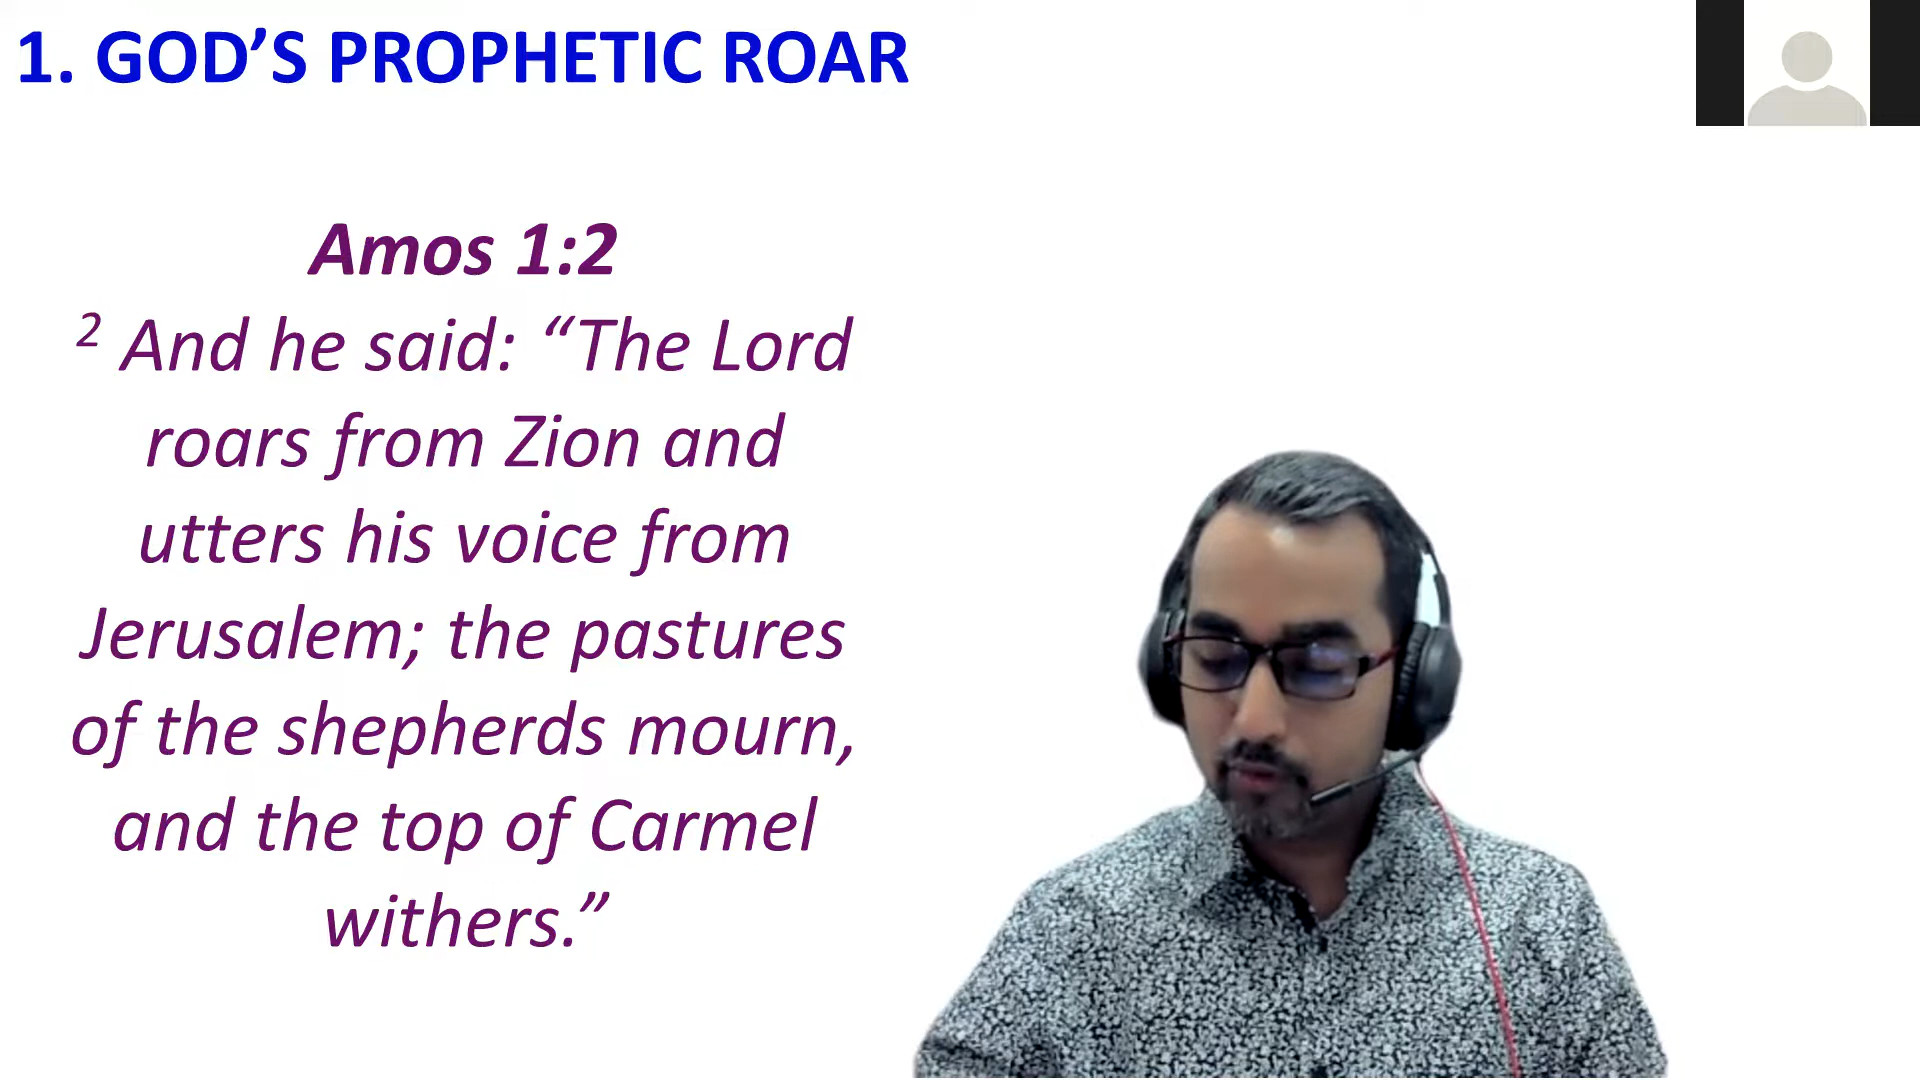 1. GOD’S PROPHETIC ROAR
Amos 1:2
2 And he said: “The Lord
roars from Zion and
utters his voice from
Jerusalem; the pastures
of the shepherds mourn,
and the top of Carmel
withers.”